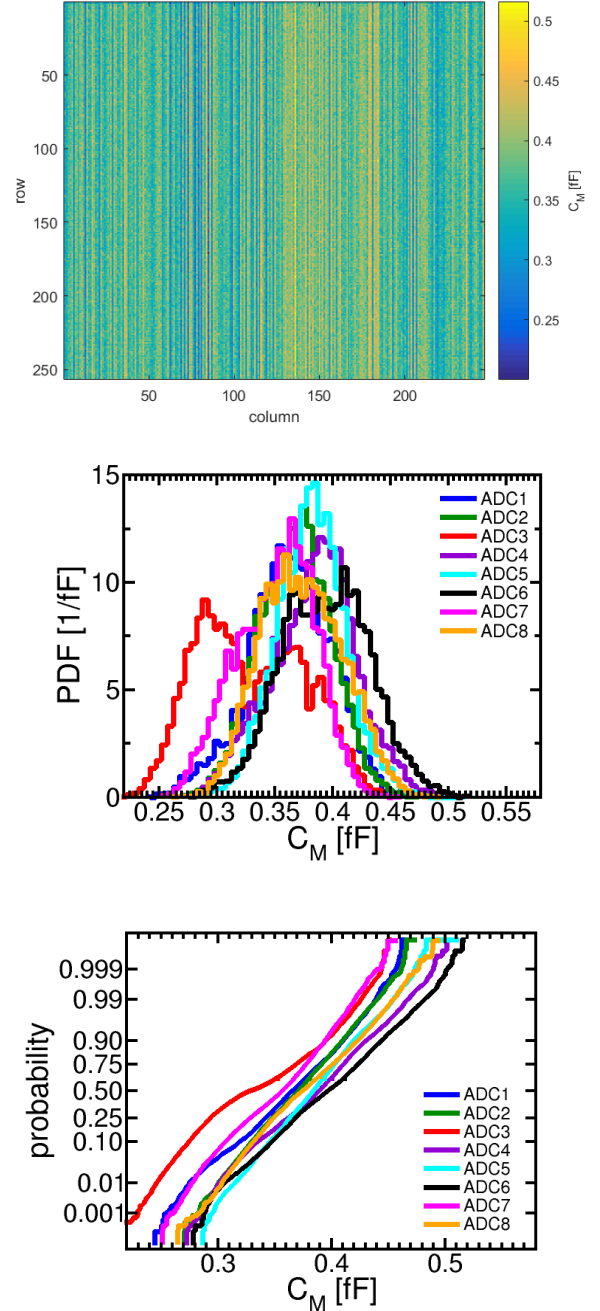 0.5
50
0.45
100
0.4
row
C_M [fF]
150
0.35
200
0.3
0.25
250
50 100 150 200
column
15
ADC1
ADC2
ADC3
ADC4
ADC5
ADC6
ADC7
ADC8
10
PDF [1/fF]
5
0
0.25 0.3 0.35 0.4 0.45 0.5 0.55
C_M [fF]
0.999
0.99
0.90
0.75
0.50
0.25
0.10
0.01
0.001
probability
ADC1
ADC2
ADC3
ADC4
ADC5
ADC6
ADC7
ADC8
0.3 0.4 0.5
C_M [fF]